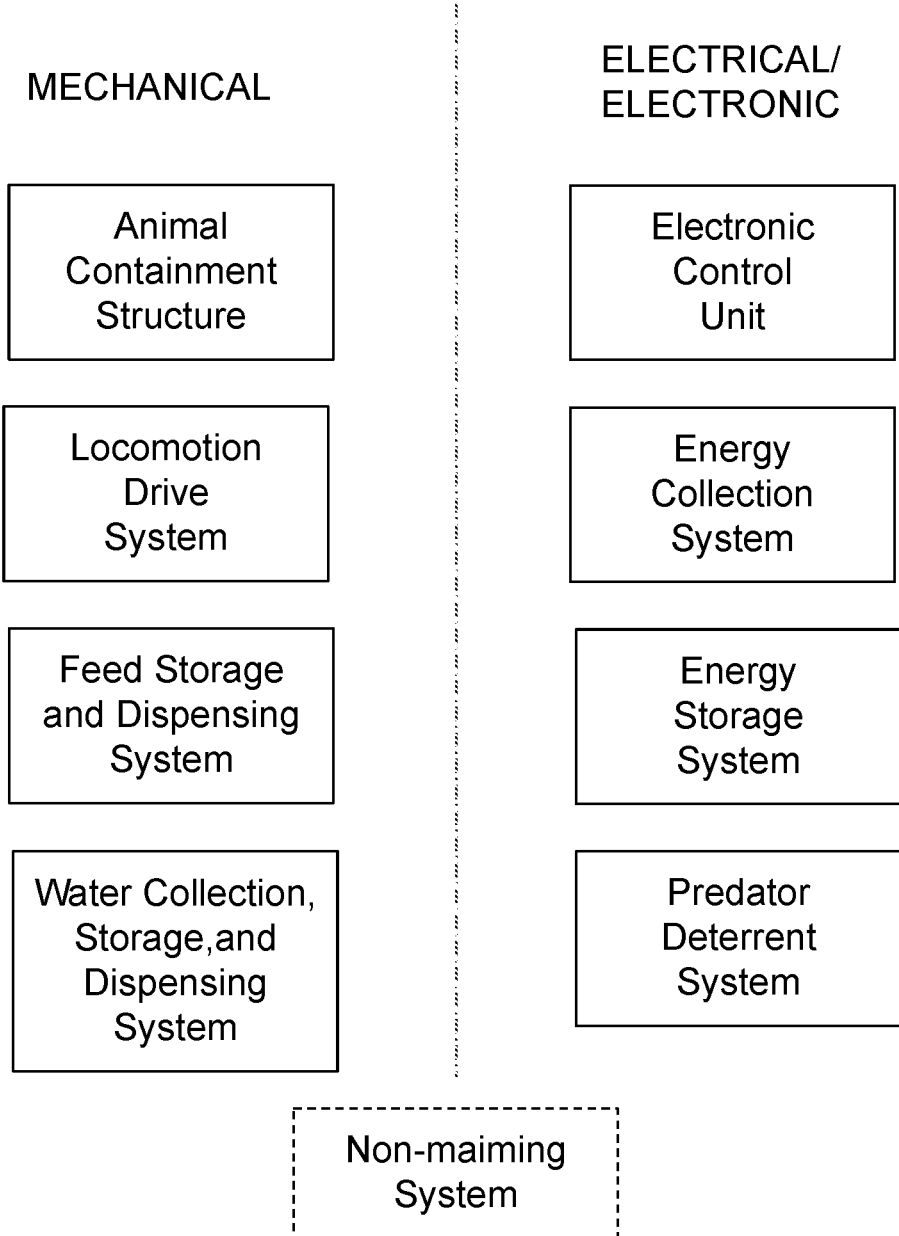 MECHANICAL
Animal
Containment
Structure
Locomotion
Drive
System
Feed Storage
and Dispensing
System
Water Collection,
Storage,and
Dispensing
System
ELECTRICAL/
ELECTRONIC
Electronic
Control
Unit
Energy
Collection
System
Energy
Storage
System
Predator
Deterrent
System
Non-maiming
System